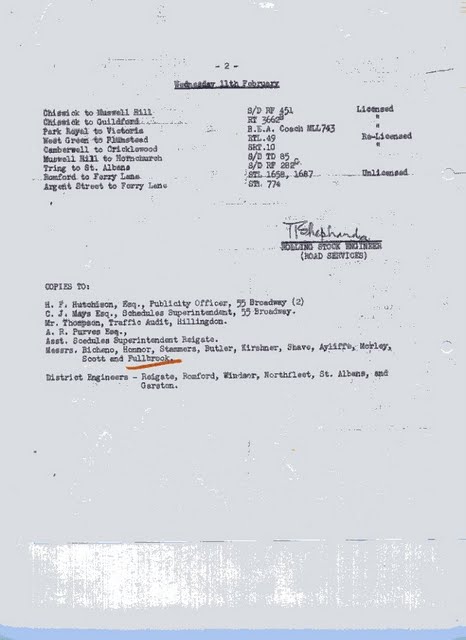 - 2 -
Wednesday 11th February
Chiswick to Muswell Hill S/D RF 451 Licensed
Chiswick to Guildford RT 3662 "
Park Royal to Victoria B.E.A. Coach MLL743 "
West Green to Plumstead RTL.49 Re-Licensed
Camberwell to Cricklewood SRT.10 "
Muswell Hill to Hornchurch S/D TD 85
Tring to St. Albans S/D RF
Romford to Ferry Lane STL 1658, 1687 Unlicensed
Argent Street to Ferry Lane STL 774
ROLLING STOCK ENGINEER
(ROAD SERVICES)
COPIES TO:
H. F. Hutchison, Esq., Publicity Officer, 55 Broadway (2)
C. J. Mays Esq., Schedules Superintendent, 55 Broadway.
Mr. Thompson, Traffic Audit, Hillingdon.
A. R. Purves Esq.,
Asst. Scedules Superintendent Reigate.
Messrs. Richeno, Honnor, Stammers, Butler, Kirshner, Shave, Ayliffe, Morley,
Scott and Fullbrook.
District Engineers - Reigate, Romford, Windsor, Northfleet, St. Albans, and
Garston.